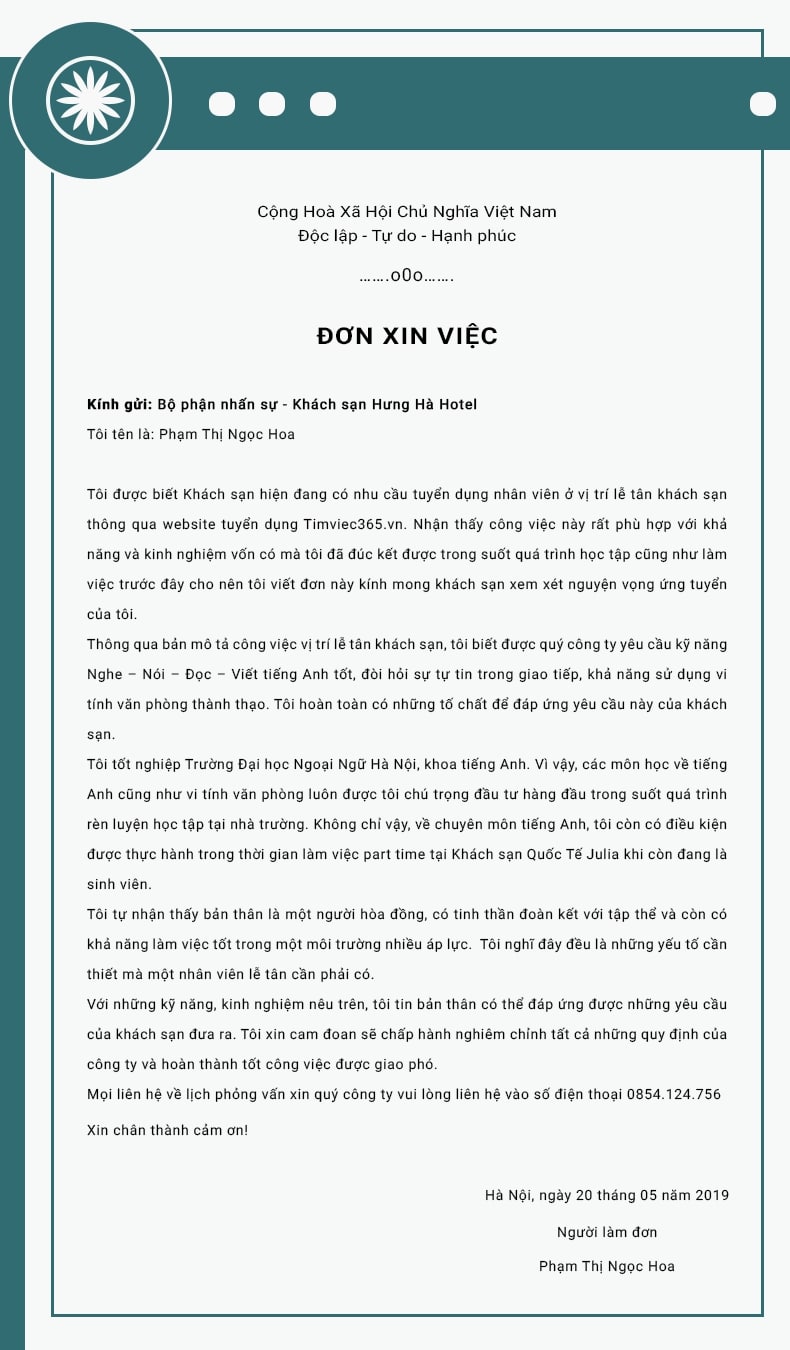 Cộng Hoà Xã Hội Chủ Nghĩa Việt Nam
Độc lập - Tự do - Hạnh phúc
…….o0o…….
ĐƠN XIN VIỆC
Kính gửi: Bộ phận nhấn sự - Khách sạn Hưng Hà Hotel
Tôi tên là: Phạm Thị Ngọc Hoa
Tôi được biết Khách sạn hiện đang có nhu cầu tuyển dụng nhân viên ở vị trí lễ tân khách sạn
thông qua website tuyển dụng Timviec365.vn. Nhận thấy công việc này rất phù hợp với khả
năng và kinh nghiệm vốn có mà tôi đã đúc kết được trong suốt quá trình học tập cũng như làm
việc trước đây cho nên tôi viết đơn này kính mong khách sạn xem xét nguyện vọng ứng tuyển
của tôi.
Thông qua bản mô tả công việc vị trí lễ tân khách sạn, tôi biết được quý công ty yêu cầu kỹ năng
Nghe – Nói – Đọc – Viết tiếng Anh tốt, đòi hỏi sự tự tin trong giao tiếp, khả năng sử dụng vi
tính văn phòng thành thạo. Tôi hoàn toàn có những tố chất để đáp ứng yêu cầu này của khách
sạn.
Tôi tốt nghiệp Trường Đại học Ngoại Ngữ Hà Nội, khoa tiếng Anh. Vì vậy, các môn học về tiếng
Anh cũng như vi tính văn phòng luôn được tôi chú trọng đầu tư hàng đầu trong suốt quá trình
rèn luyện học tập tại nhà trường. Không chỉ vậy, về chuyên môn tiếng Anh, tôi còn có điều kiện
được thực hành trong thời gian làm việc part time tại Khách sạn Quốc Tế Julia khi còn đang là
sinh viên.
Tôi tự nhận thấy bản thân là một người hòa đồng, có tinh thần đoàn kết với tập thể và còn có
khả năng làm việc tốt trong một môi trường nhiều áp lực. Tôi nghĩ đây đều là những yếu tố cần
thiết mà một nhân viên lễ tân cần phải có.
Với những kỹ năng, kinh nghiệm nêu trên, tôi tin bản thân có thể đáp ứng được những yêu cầu
của khách sạn đưa ra. Tôi xin cam đoan sẽ chấp hành nghiêm chỉnh tất cả những quy định của
công ty và hoàn thành tốt công việc được giao phó.
Mọi liên hệ về lịch phỏng vấn xin quý công ty vui lòng liên hệ vào số điện thoại 0854.124.756
Xin chân thành cảm ơn!
Hà Nội, ngày 20 tháng 05 năm 2019
Người làm đơn
Phạm Thị Ngọc Hoa